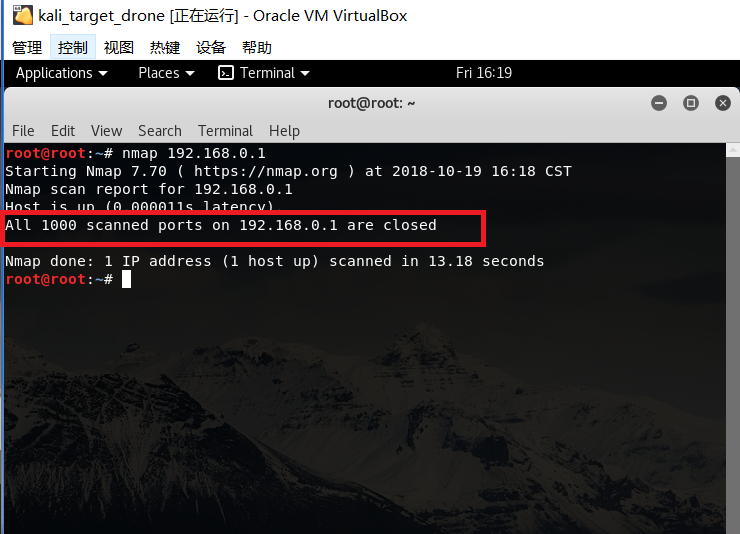 kali_target_drone [正在运行] - Oracle VM VirtualBox
管理 控制 视图 热键 设备 帮助
Applications Places Terminal Fri 16:19
root@root: ~
File Edit View Search Terminal Help
root@root:~# nmap 192.168.0.1
Starting Nmap 7.70 ( https://nmap.org ) at 2018-10-19 16:18 CST
Nmap scan report for 192.168.0.1
Host is up (0.000011s latency)
All 1000 scanned ports on 192.168.0.1 are closed
Nmap done: 1 IP address (1 host up) scanned in 13.18 seconds
root@root:~#